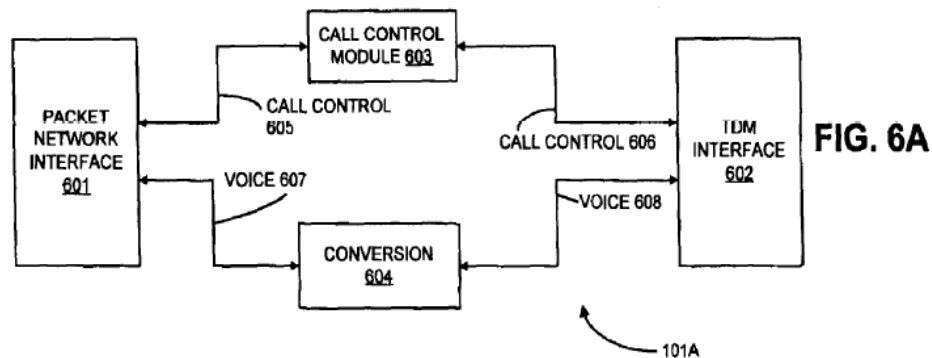 CALL CONTROL
MODULE 603
PACKET
NETWORK
INTERFACE
601
CALL CONTROL
605
CALL CONTROL 606
TDM
INTERFACE
602
FIG. 6A
VOICE 607
VOICE 608
CONVERSION
604
101A